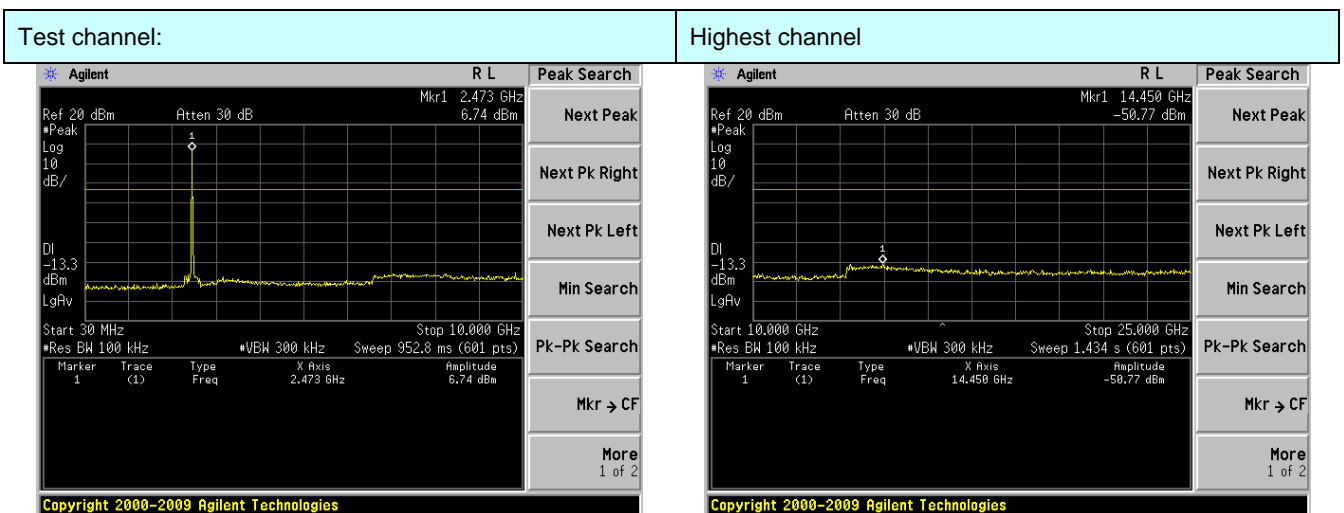 Test channel: Highest channel
Agilent R L Peak Search
Mkr1 2.473 GHz
Ref 20 dBm Atten 30 dB 6.74 dBm
#Peak
Log
10
dB/
1
DI
-13.3
dBm
LgAv
Start 30 MHz Stop 10.000 GHz
#Res BW 100 kHz #VBW 300 kHz Sweep 952.8 ms (601 pts)
Marker Trace Type X Axis Amplitude
1 (1) Freq 2.473 GHz 6.74 dBm
Next Peak
Next Pk Right
Next Pk Left
Min Search
Pk-Pk Search
Mkr → CF
More
1 of 2
Copyright 2000-2009 Agilent Technologies
Agilent R L Peak Search
Mkr1 14.450 GHz
Ref 20 dBm Atten 30 dB -50.77 dBm
#Peak
Log
10
dB/
1
DI
-13.3
dBm
LgAv
Start 10.000 GHz Stop 25.000 GHz
#Res BW 100 kHz #VBW 300 kHz Sweep 1.434 s (601 pts)
Marker Trace Type X Axis Amplitude
1 (1) Freq 14.450 GHz -50.77 dBm
Next Peak
Next Pk Right
Next Pk Left
Min Search
Pk-Pk Search
Mkr → CF
More
1 of 2
Copyright 2000-2009 Agilent Technologies